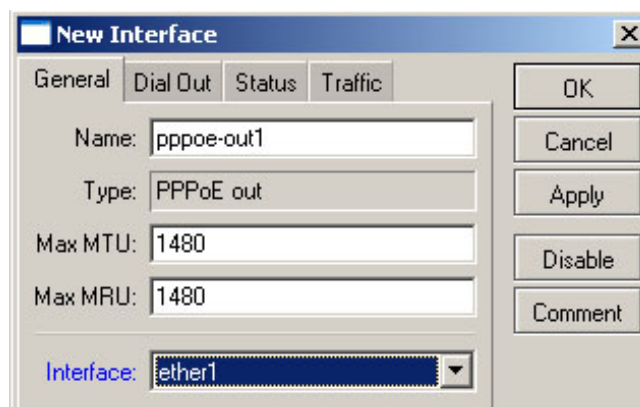 New Interface
General Dial Out Status Traffic
OK
Name: pppoe-out1
Cancel
Type: PPPoE out
Apply
Max MTU: 1480
Disable
Max MRU: 1480
Comment
Interface: ether1